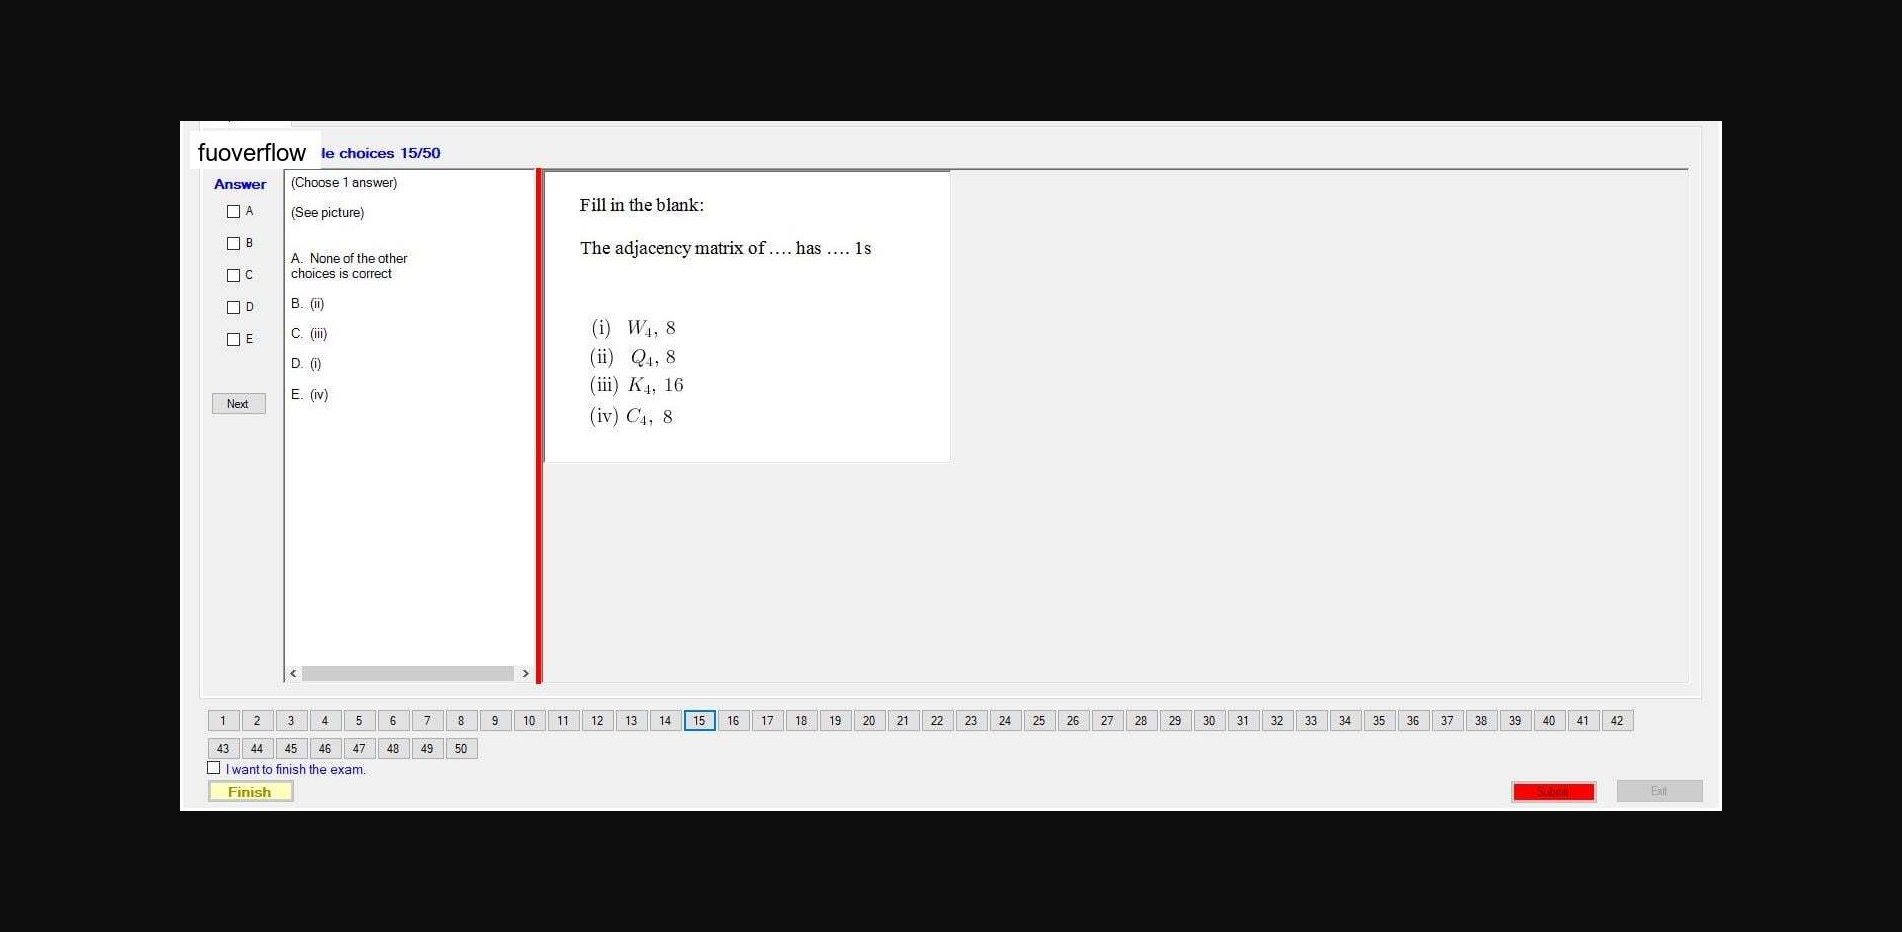 fuoverflow le choices 15/50
Answer
A
B
C
D
E
Next
(Choose 1 answer)
(See picture)
A. None of the other
choices is correct
B. (ii)
C. (iii)
D. (i)
E. (iv)
Fill in the blank:
The adjacency matrix of .... has .... 1s
(i) W₄, 8
(ii) Q₄, 8
(iii) K₄, 16
(iv) C₄, 8
1 2 3 4 5 6 7 8 9 10 11 12 13 14 15 16 17 18 19 20 21 22 23 24 25 26 27 28 29 30 31 32 33 34 35 36 37 38 39 40 41 42
43 44 45 46 47 48 49 50
I want to finish the exam.
Finish
Submit Exit